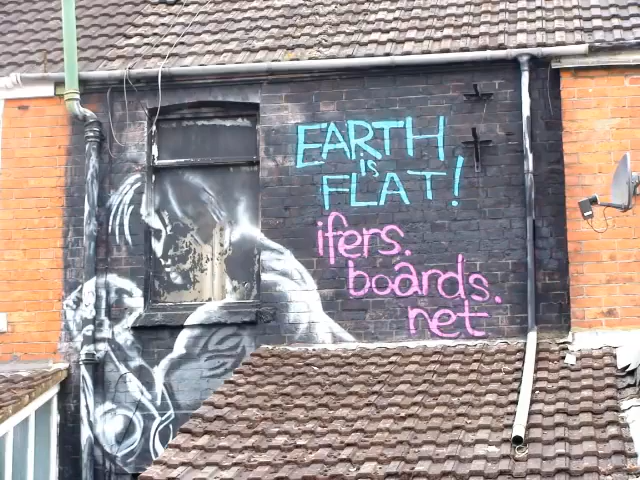 EARTH
is
FLAT!
ifers.
boards.
net